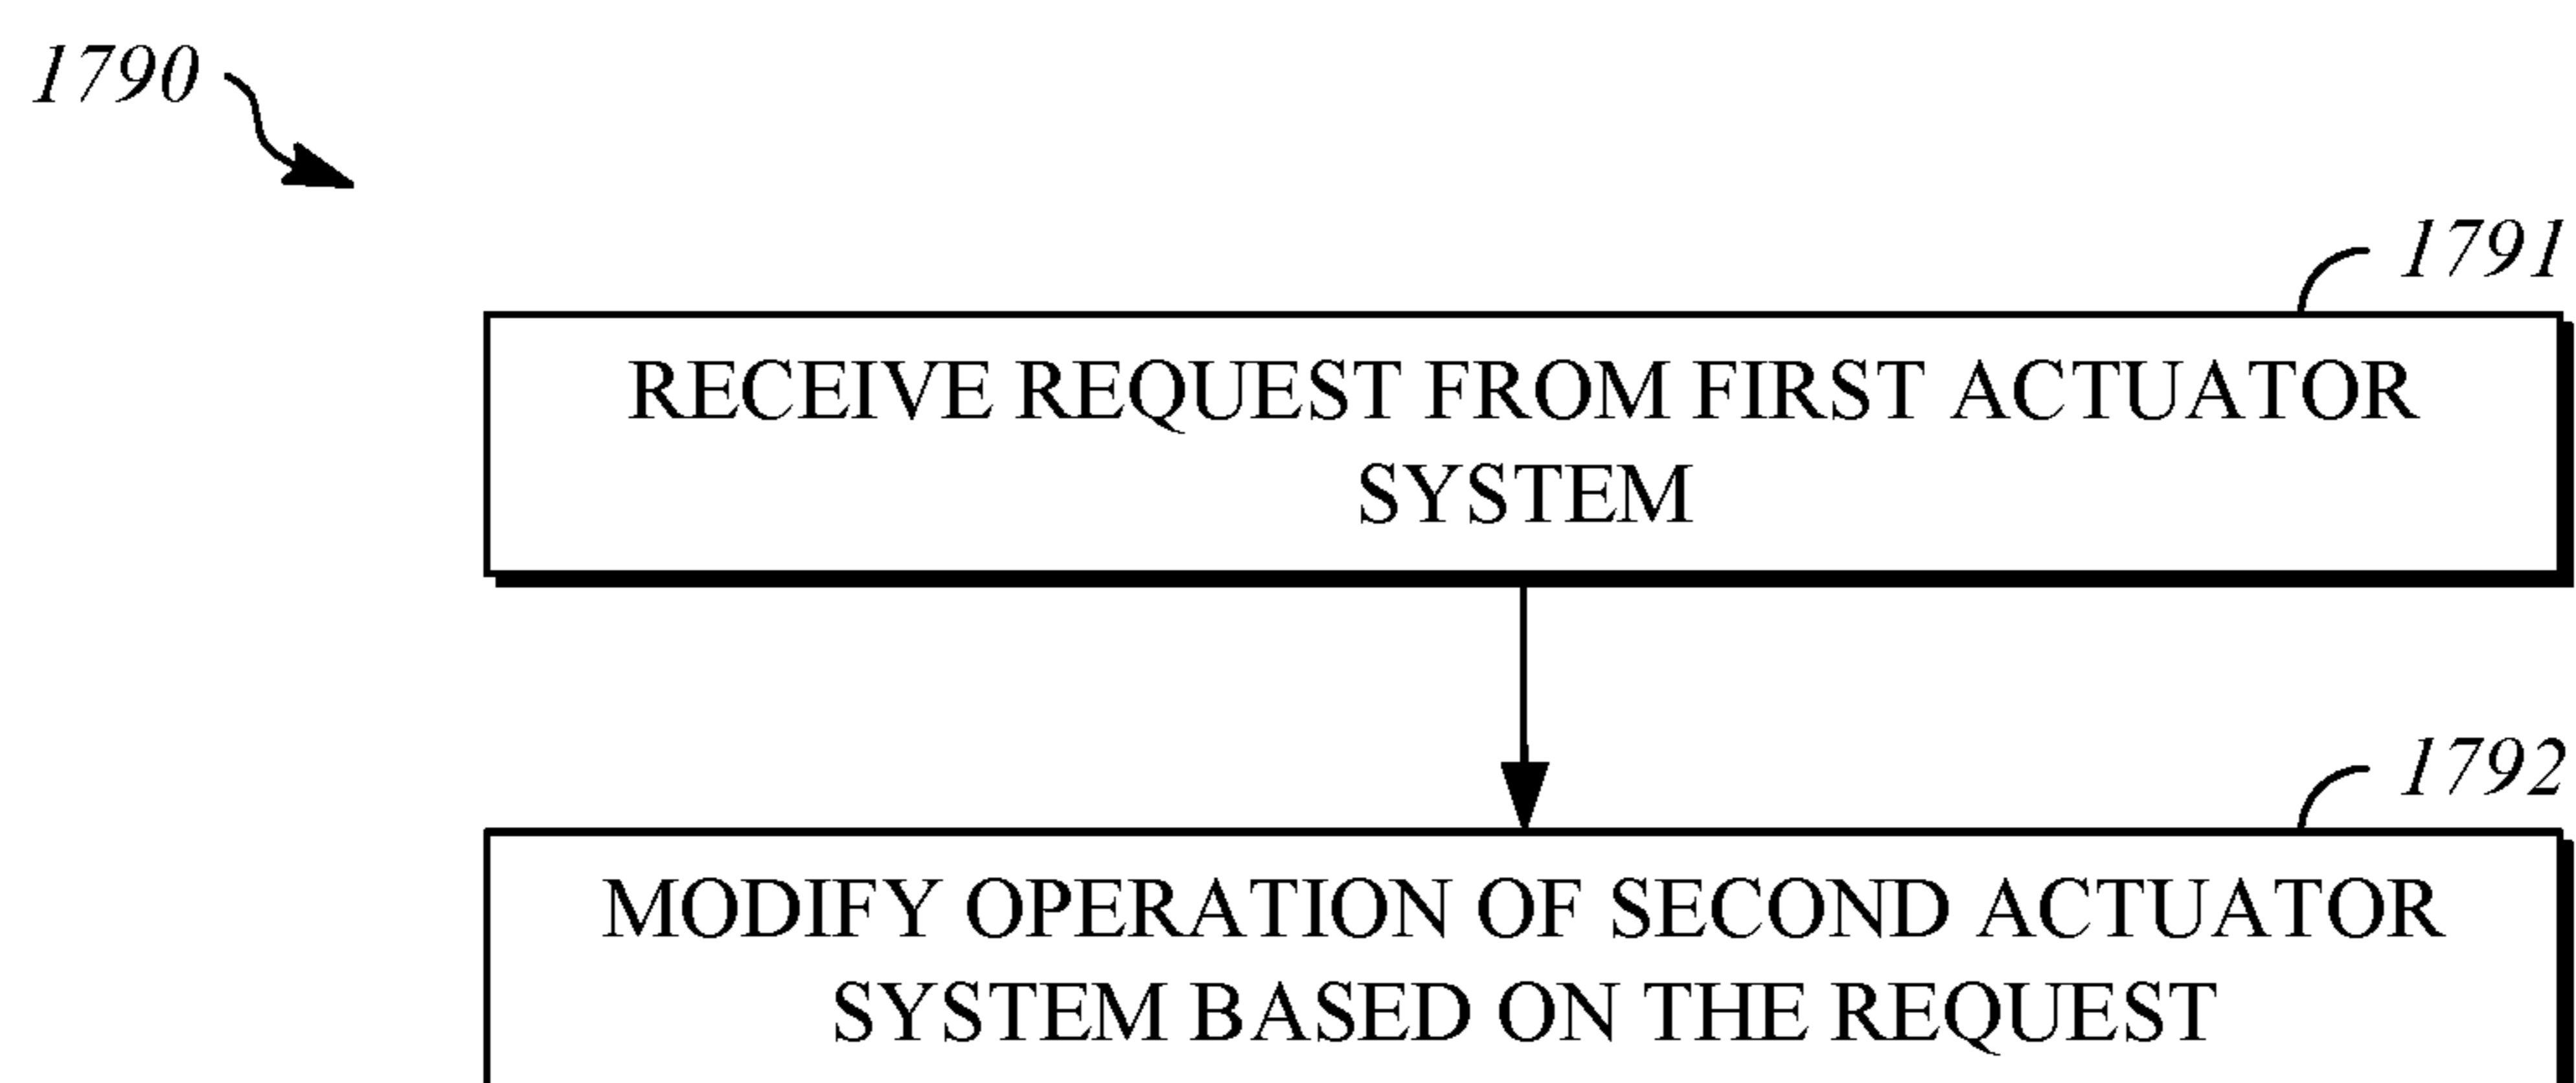 1790
1791
RECEIVE REQUEST FROM FIRST ACTUATOR
SYSTEM
1792
MODIFY OPERATION OF SECOND ACTUATOR
SYSTEM BASED ON THE REQUEST